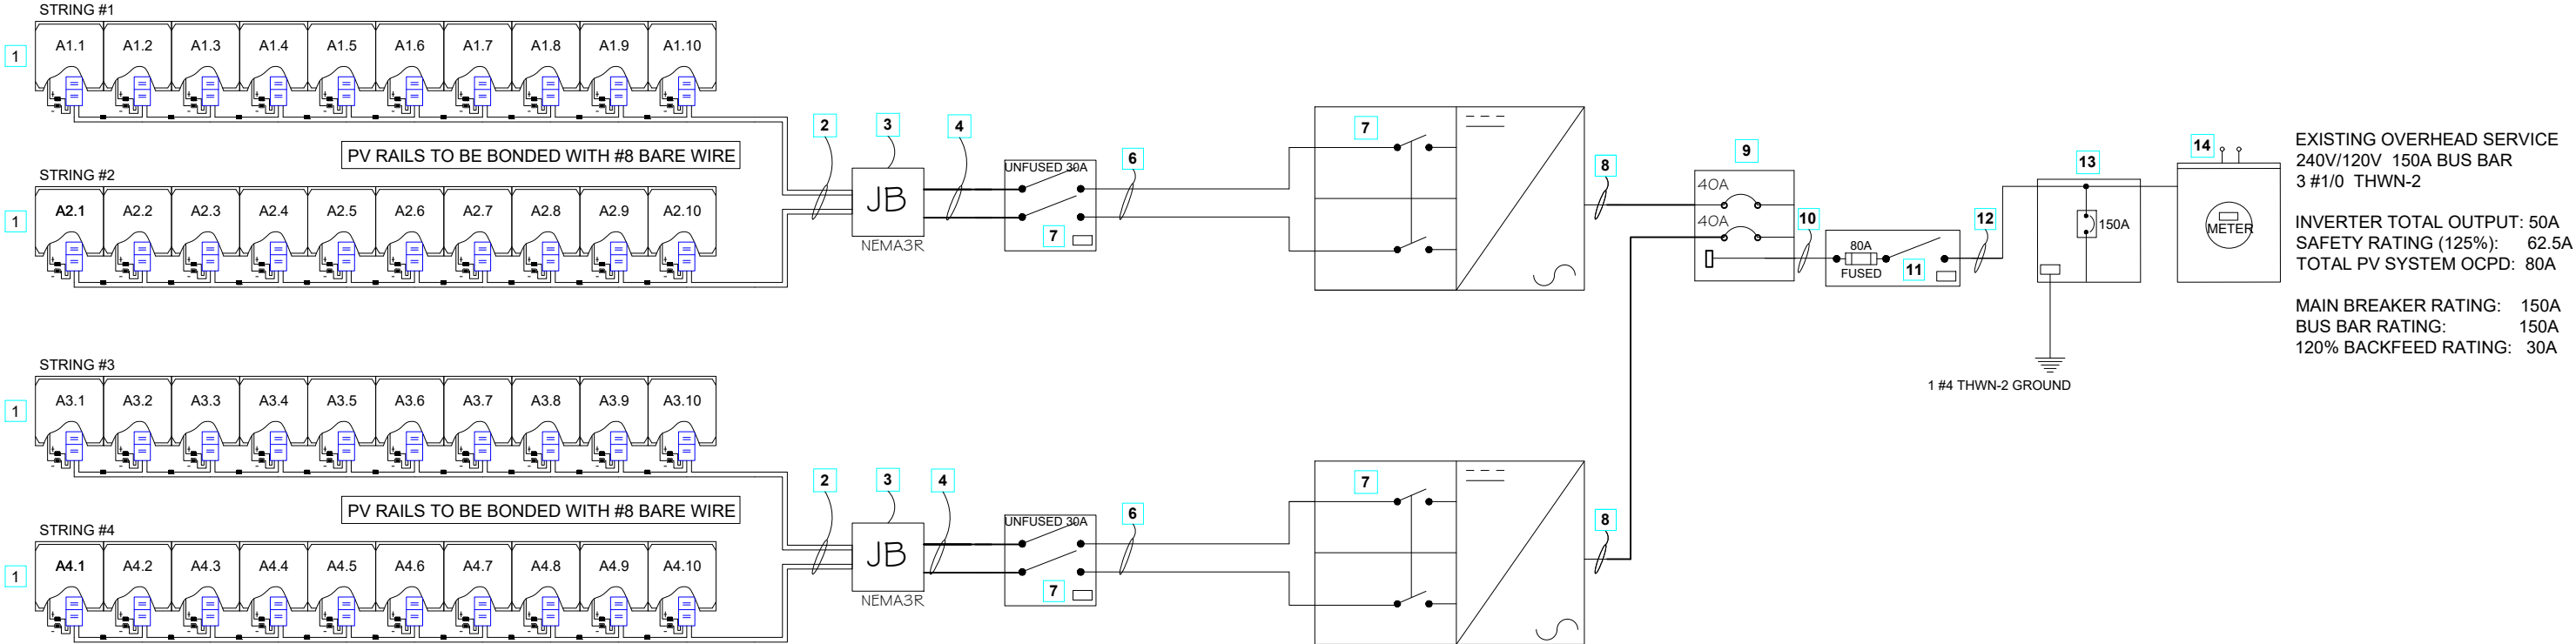 STRING #1
1
A1.1 A1.2 A1.3 A1.4 A1.5 A1.6 A1.7 A1.8 A1.9 A1.10
PV RAILS TO BE BONDED WITH #8 BARE WIRE
STRING #2
1
A2.1 A2.2 A2.3 A2.4 A2.5 A2.6 A2.7 A2.8 A2.9 A2.10
2
3
4
JB
NEMA3R
UNFUSED 30A
7
6
7
8
9
40A
40A
10
80A
FUSED
11
12
13
150A
1 #4 THWN-2 GROUND
14
METER
EXISTING OVERHEAD SERVICE
240V/120V 150A BUS BAR
3 #1/0 THWN-2
INVERTER TOTAL OUTPUT: 50A
SAFETY RATING (125%): 62.5A
TOTAL PV SYSTEM OCPD: 80A
MAIN BREAKER RATING: 150A
BUS BAR RATING: 150A
120% BACKFEED RATING: 30A
STRING #3
1
A3.1 A3.2 A3.3 A3.4 A3.5 A3.6 A3.7 A3.8 A3.9 A3.10
PV RAILS TO BE BONDED WITH #8 BARE WIRE
STRING #4
1
A4.1 A4.2 A4.3 A4.4 A4.5 A4.6 A4.7 A4.8 A4.9 A4.10
2
3
4
JB
NEMA3R
UNFUSED 30A
7
6
7
8